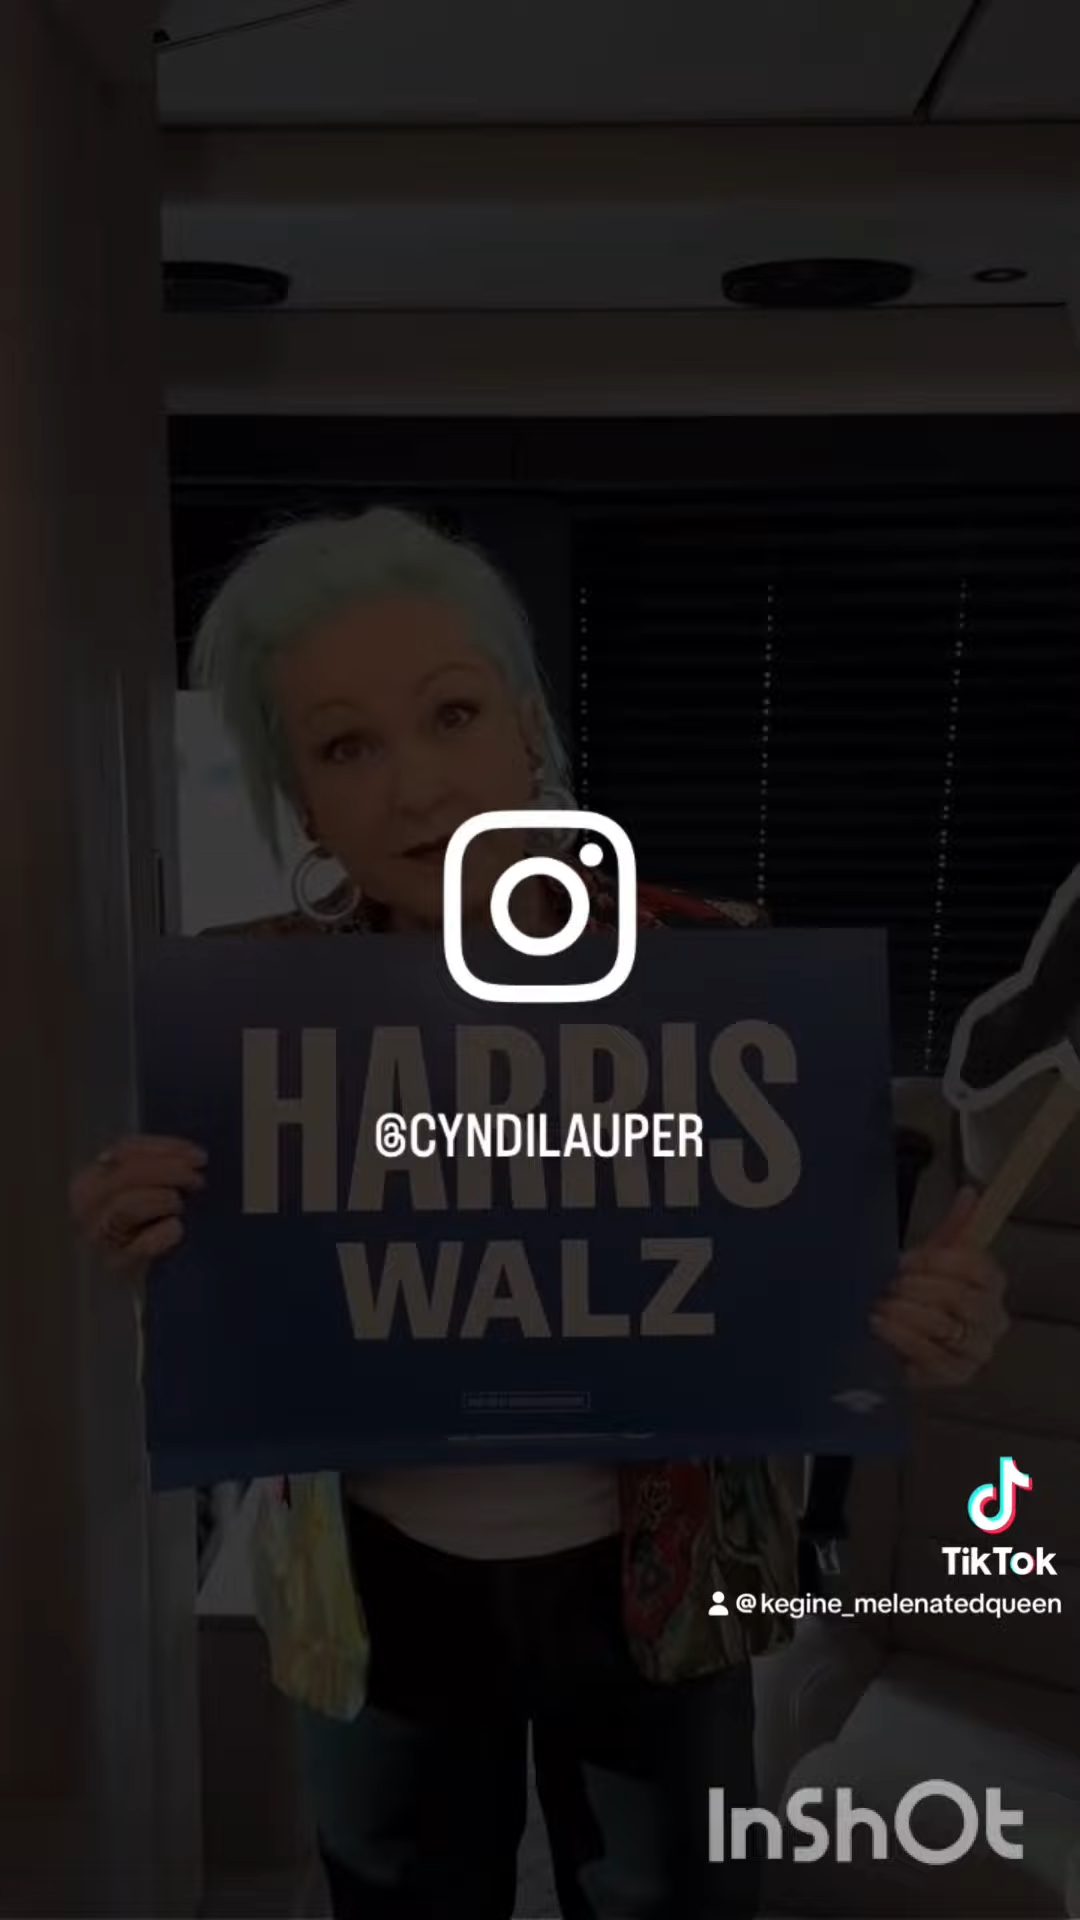 HARRIS
@CYNDILAUPER
WALZ
TikTok
@kegine_melenatedqueen
InShOt